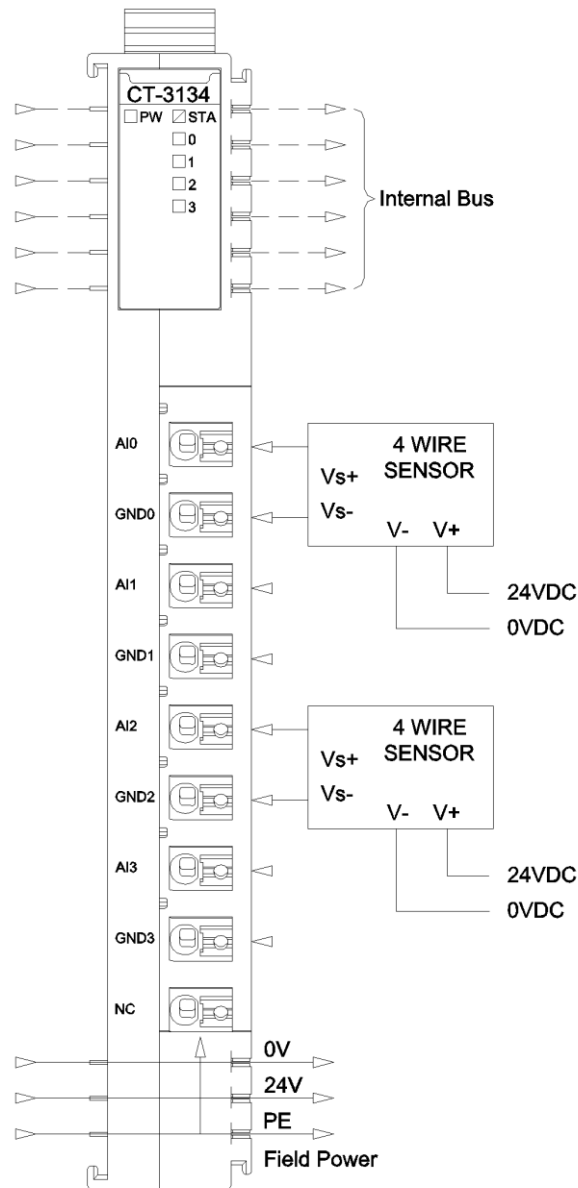 CT-3134
PW STA
0
1
2
3
Internal Bus
AI0
GND0
AI1
GND1
AI2
GND2
AI3
GND3
NC
4 WIRE
SENSOR
Vs+
Vs-
V- V+
24VDC
0VDC
4 WIRE
SENSOR
Vs+
Vs-
V- V+
24VDC
0VDC
0V
24V
PE
Field Power